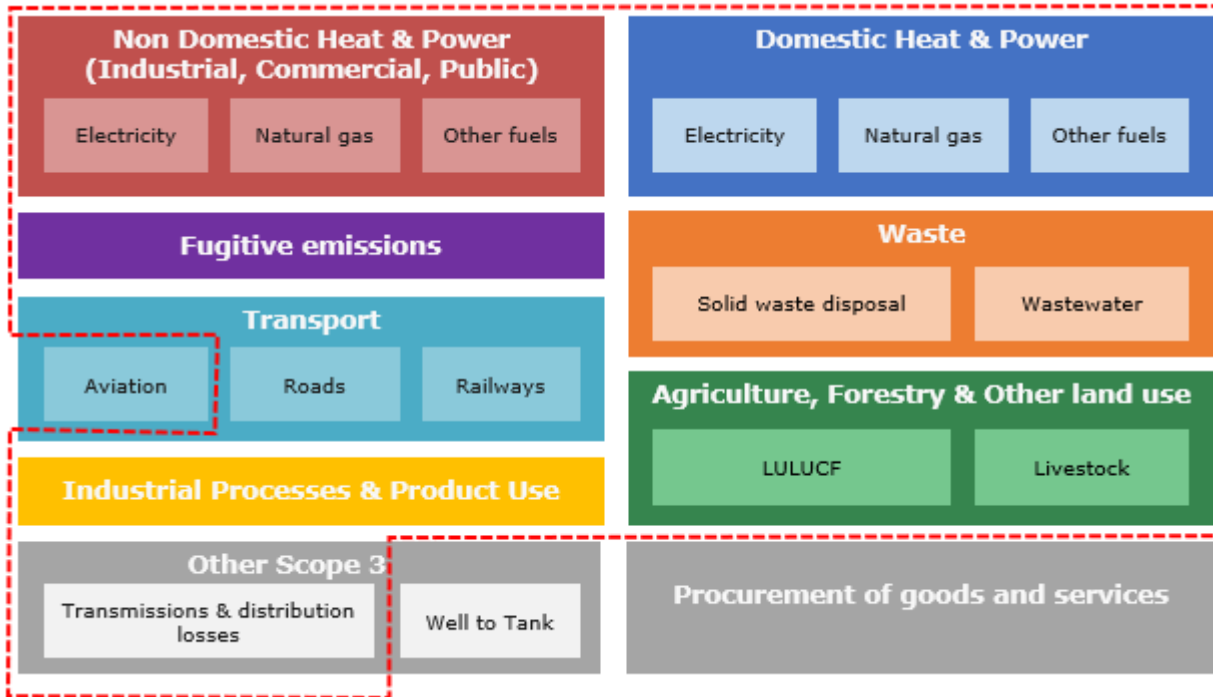 Non Domestic Heat & Power
(Industrial, Commercial, Public)
Electricity
Natural gas
Other fuels
Domestic Heat & Power
Electricity
Natural gas
Other fuels
Fugitive emissions
Waste
Solid waste disposal
Wastewater
Transport
Aviation
Roads
Railways
Agriculture, Forestry & Other land use
LULUCF
Livestock
Industrial Processes & Product Use
Other Scope 3
Transmissions & distribution
losses
Well to Tank
Procurement of goods and services